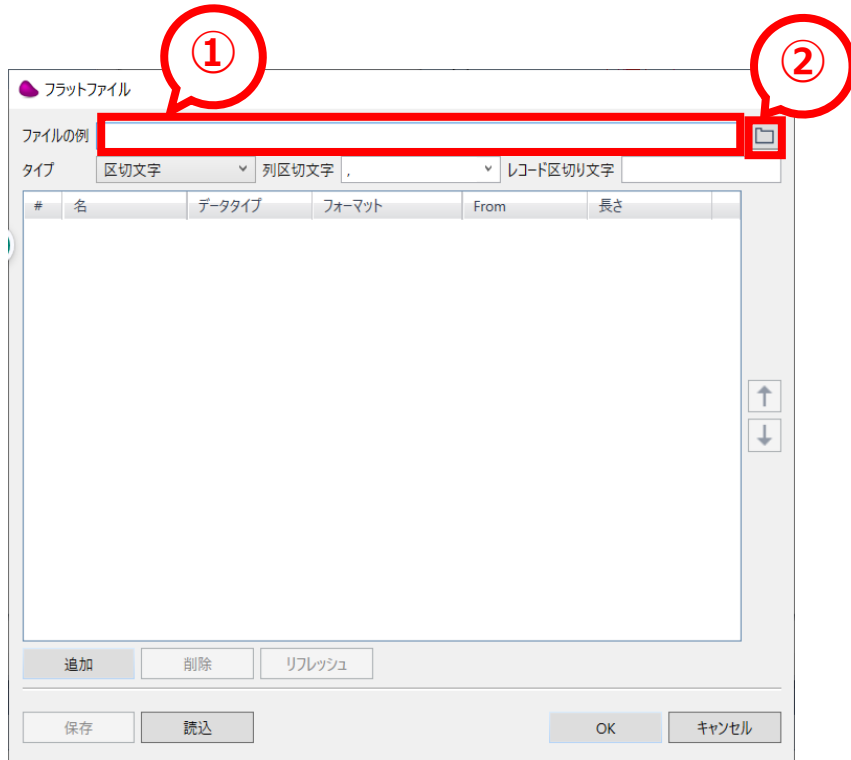 ① ②
フラットファイル
ファイルの例
タイプ 区切文字 列区切文字 , レコード区切り文字
# 名 データタイプ フォーマット From 長さ
追加 削除 リフレッシュ
保存 読込 OK キャンセル